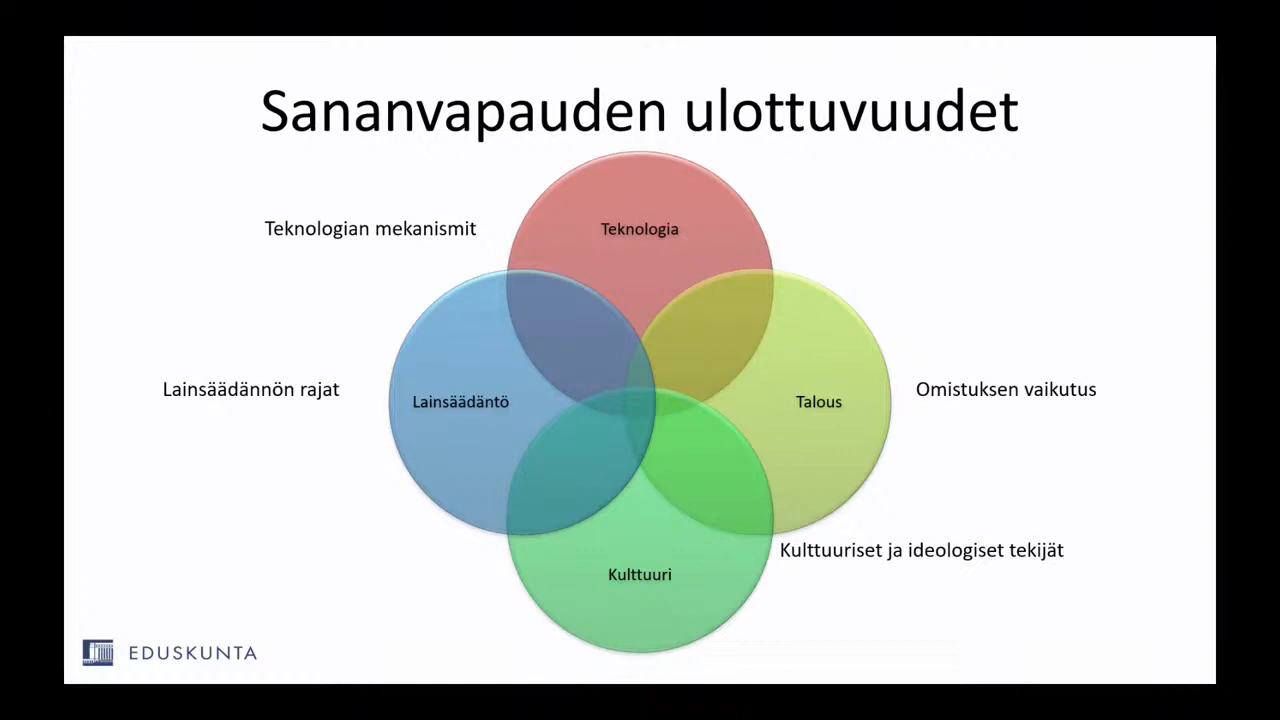 Sananvapauden ulottuvuudet
Teknologian mekanismit
Teknologia
Lainsäädännön rajat
Lainsäädäntö
Talous
Omistuksen vaikutus
Kulttuuriset ja ideologiset tekijät
Kulttuuri
EDUSKUNTA